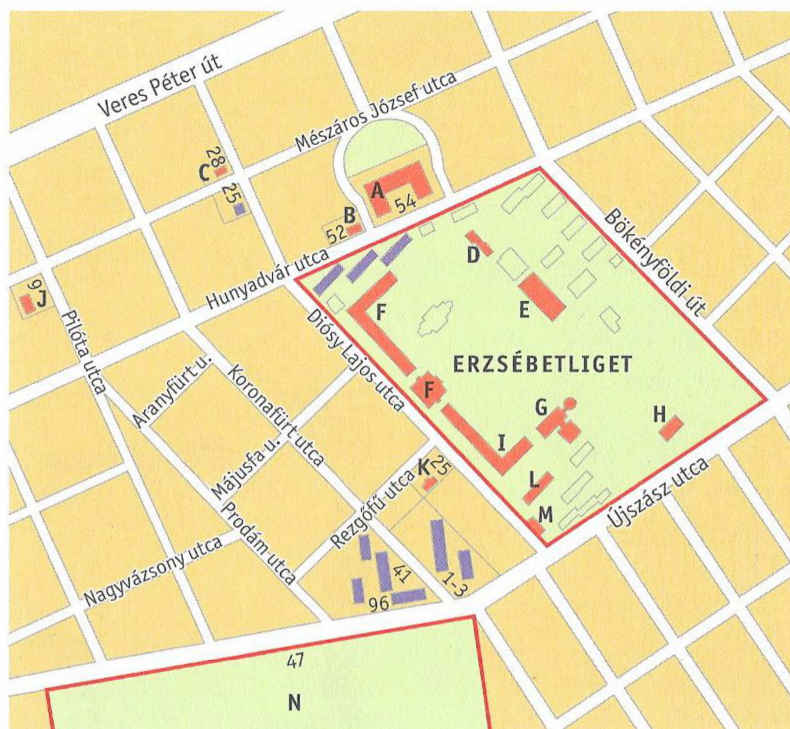 Veres Péter út
Mészáros József utca
28
C
25
A
54
B
52
Hunyadvár utca
D
Bökényföldi út
9
J
E
F
Pilóta utca
Diósy Lajos utca
ERZSÉBETLIGET
Aranyfürt u.
Koronafürt utca
F
G
H
Májusfa u.
I
K
25
Rezgőfű utca
L
Újszász utca
M
Prodám utca
Nagyvázsony utca
41
1-3
96
47
N